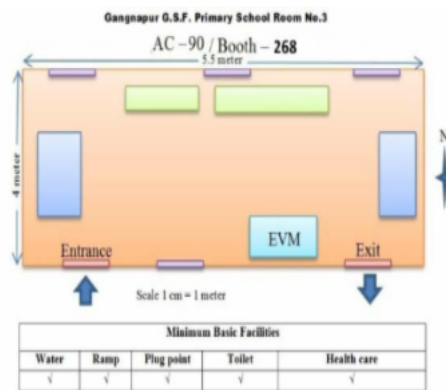 Gangnapur G.S.F. Primary School Room No.3
AC -90 / Booth - 268
5.5 meter
4 meter
N
EVM
Entrance
Exit
Scale 1 cm = 1 meter
Minimum Basic Facilities
Water Ramp Plug point Toilet Health care
√ √ √ √ √